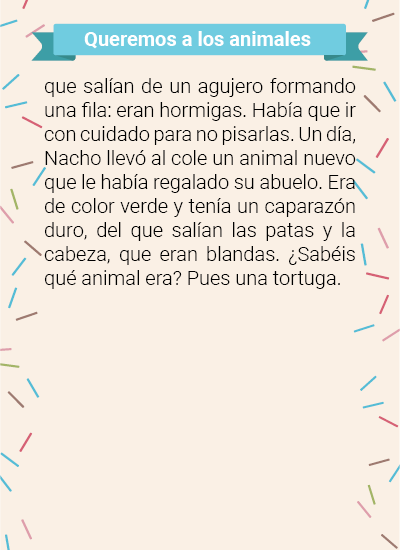 Queremos a los animales
que salían de un agujero formando
una fila: eran hormigas. Había que ir
con cuidado para no pisarlas. Un día,
Nacho llevó al cole un animal nuevo
que le había regalado su abuelo. Era
de color verde y tenía un caparazón
duro, del que salían las patas y la
cabeza, que eran blandas. ¿Sabéis
qué animal era? Pues una tortuga.